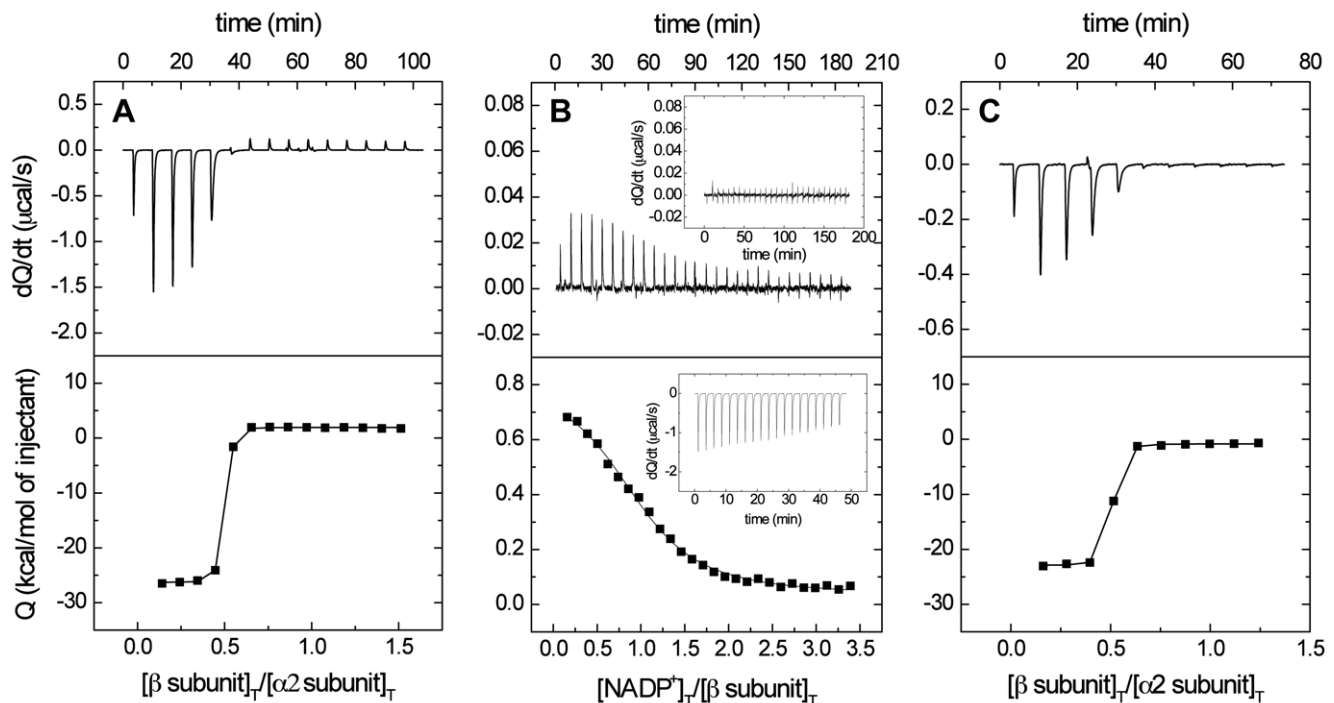 time (min)
0 20 40 60 80 100
A
0.5
0.0
-0.5
-1.0
-1.5
-2.0
dQ/dt (μcal/s)
10
0
-10
-20
-30
Q (kcal/mol of injectant)
0.0 0.5 1.0 1.5
[β subunit]T/[α2 subunit]T
time (min)
0 30 60 90 120 150 180 210
B
0.08
0.06
0.04
0.02
0.00
-0.02
0.08
0.06
0.04
0.02
0.00
-0.02
dQ/dt (μcal/s)
0 50 100 150 200
time (min)
0.8
0.6
0.4
0.2
0.0
0
-1
-2
dQ/dt (μcal/s)
0 10 20 30 40 50
time (min)
0.0 0.5 1.0 1.5 2.0 2.5 3.0 3.5
[NADP⁺]T/[β subunit]T
time (min)
0 20 40 60 80
C
0.2
0.0
-0.2
-0.4
-0.6
10
0
-10
-20
-30
0.0 0.5 1.0 1.5
[β subunit]T/[α2 subunit]T